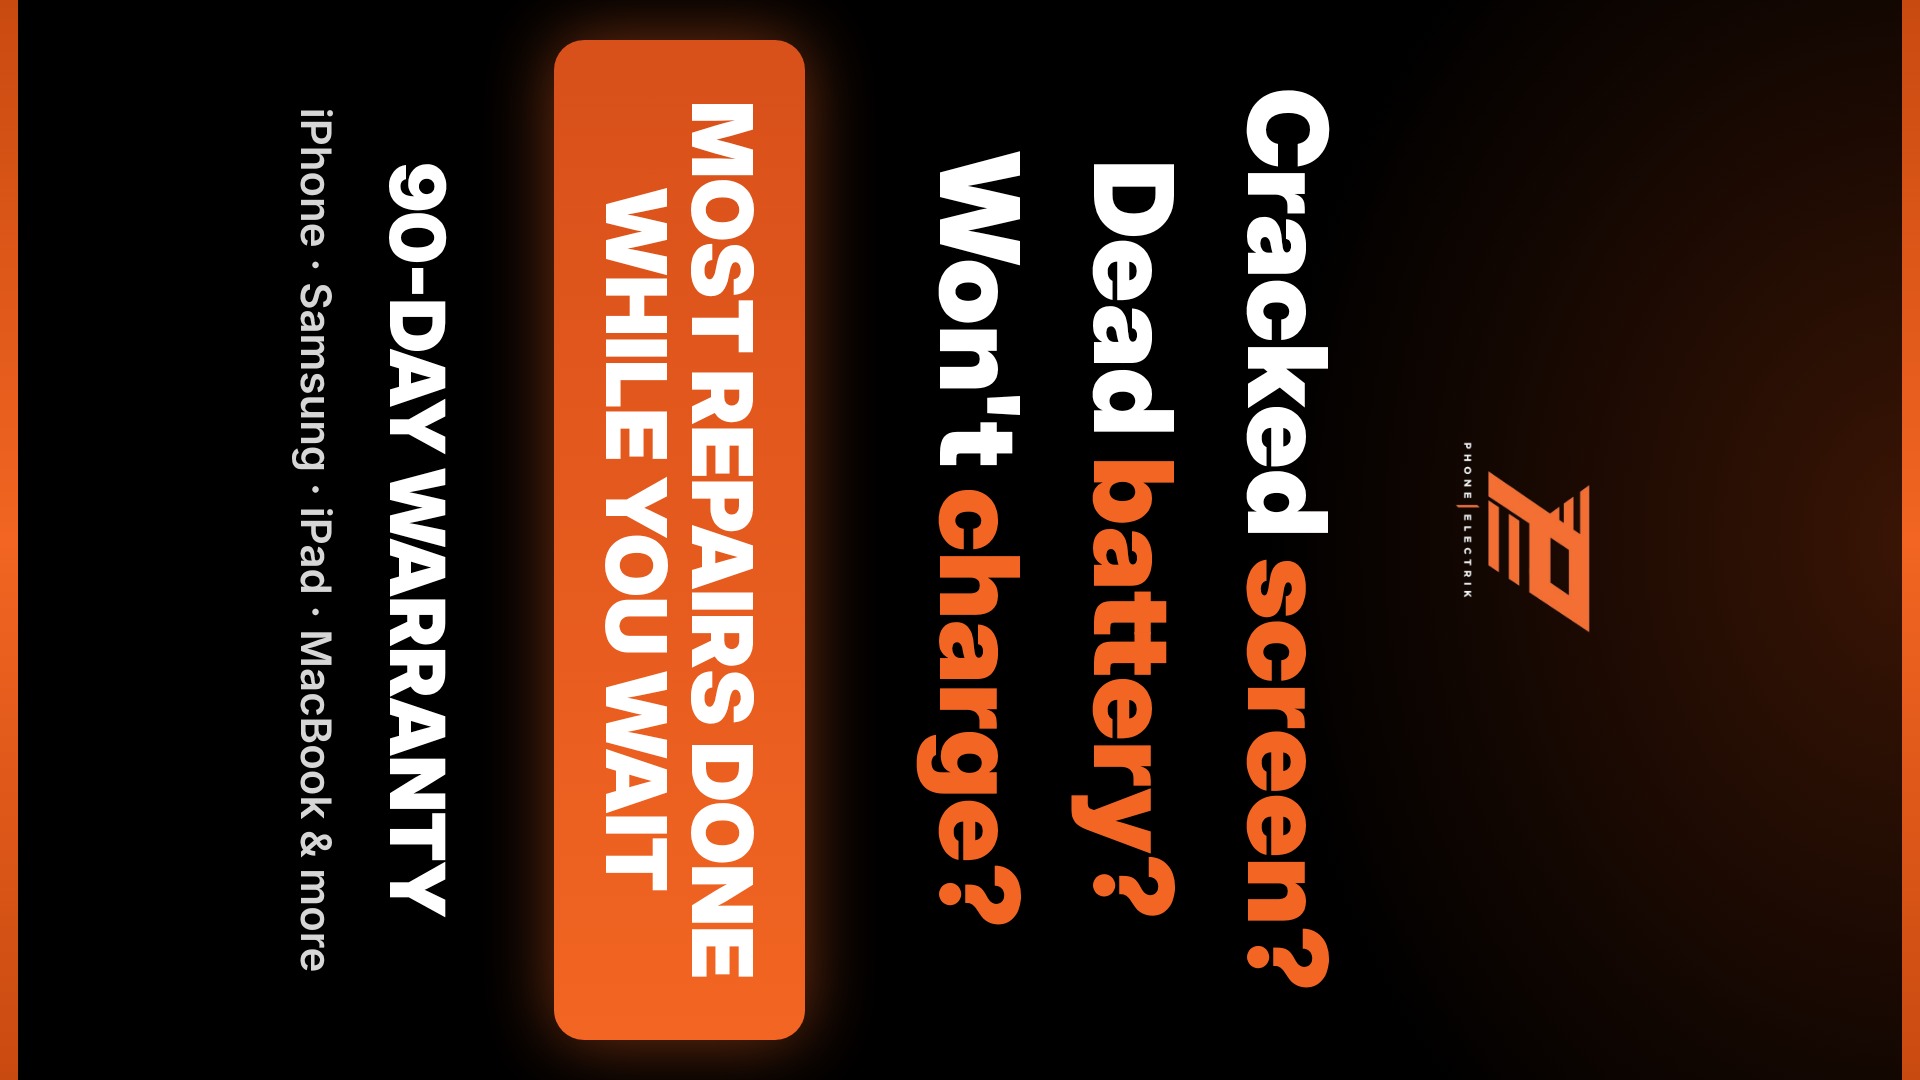 PHONE ELECTRIK
Cracked screen?
Dead battery?
Won't charge?
MOST REPAIRS DONE
WHILE YOU WAIT
90-DAY WARRANTY
iPhone · Samsung · iPad · MacBook & more